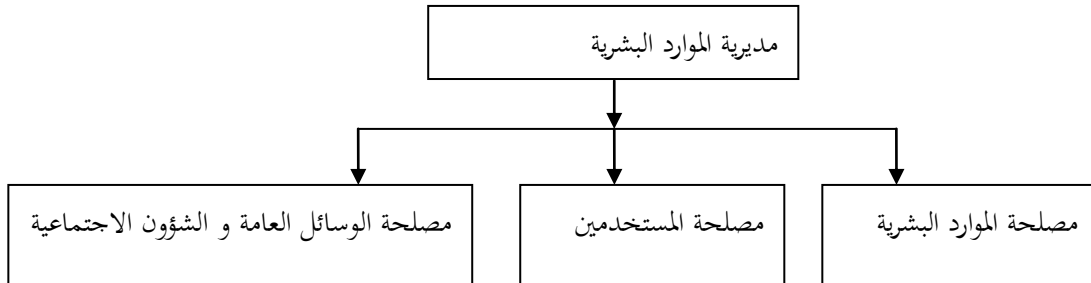 مديرية الموارد البشرية
مصلحة الموارد البشرية
مصلحة المستخدمين
مصلحة الوسائل العامة و الشؤون الاجتماعية